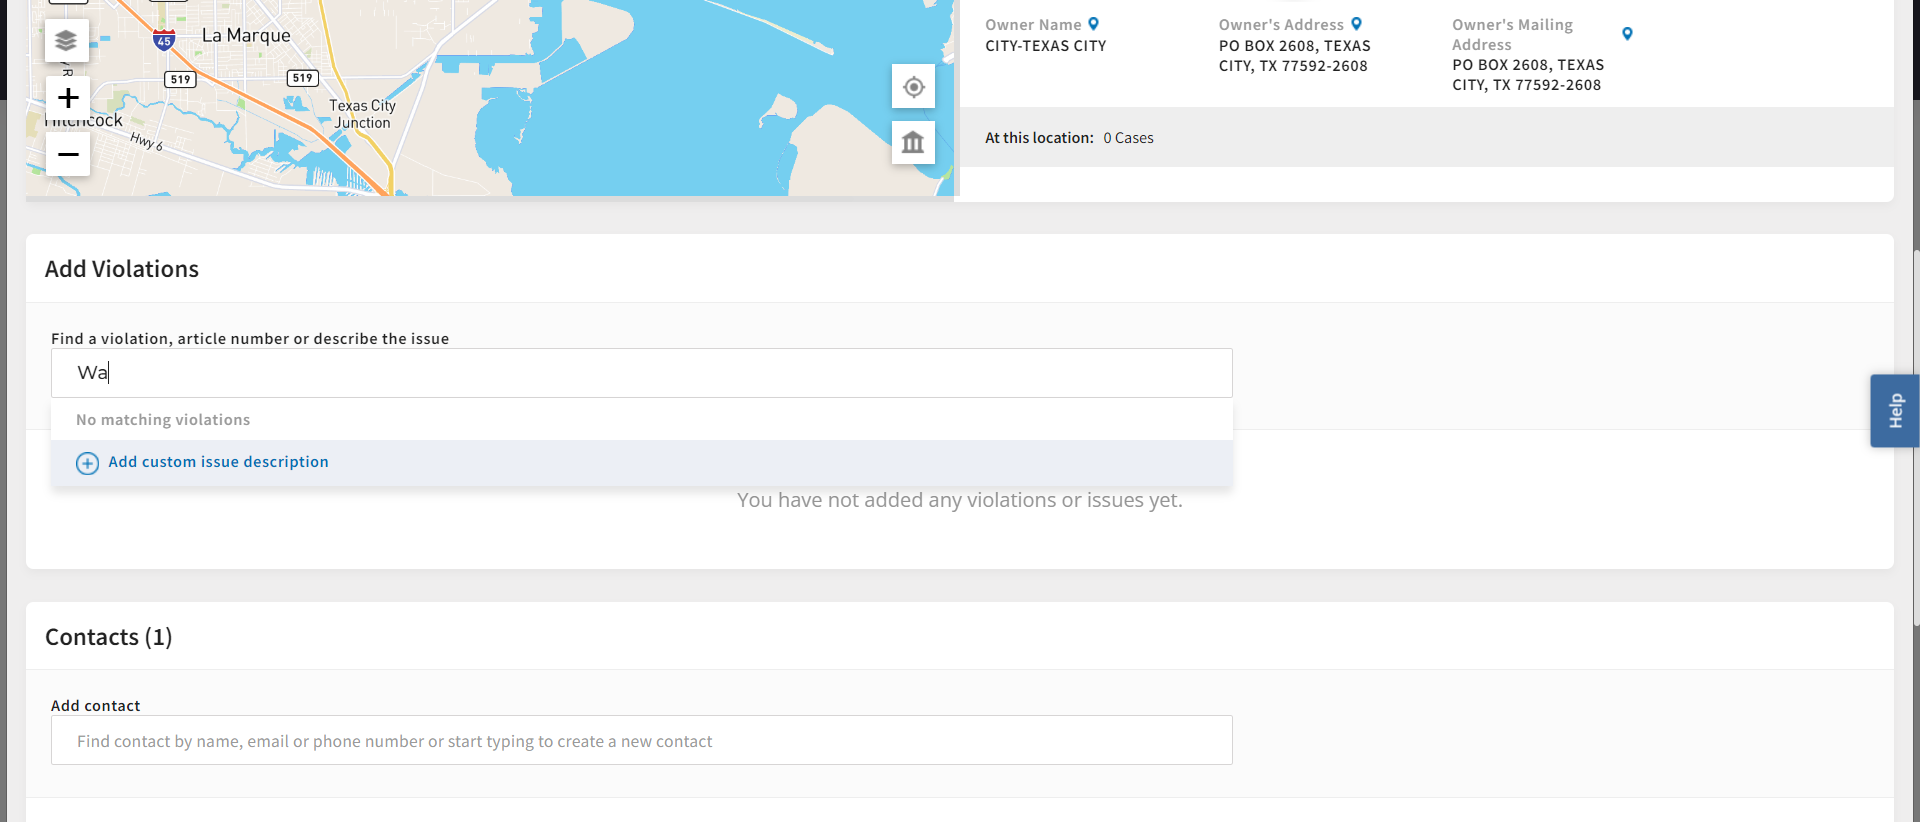 La Marque
45
519
519
Texas City
Junction
Hitchcock
Hwy 6
+
−
Owner Name
CITY-TEXAS CITY
Owner's Address
PO BOX 2608, TEXAS
CITY, TX 77592-2608
Owner's Mailing
Address
PO BOX 2608, TEXAS
CITY, TX 77592-2608
At this location: 0 Cases
Add Violations
Find a violation, article number or describe the issue
Wa
No matching violations
Add custom issue description
You have not added any violations or issues yet.
Help
Contacts (1)
Add contact
Find contact by name, email or phone number or start typing to create a new contact